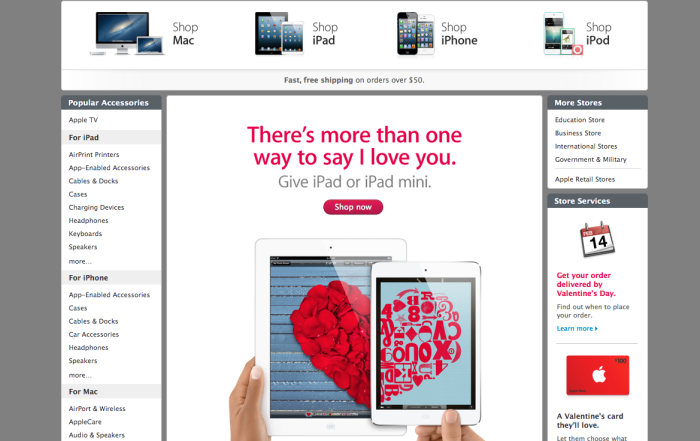 Shop
Mac
Shop
iPad
Shop
iPhone
Shop
iPod
Fast, free shipping on orders over $50.
Popular Accessories
Apple TV
For iPad
AirPrint Printers
App-Enabled Accessories
Cables & Docks
Cases
Charging Devices
Headphones
Keyboards
Speakers
more...
For iPhone
App-Enabled Accessories
Cases
Cables & Docks
Car Accessories
Headphones
Speakers
more...
For Mac
AirPort & Wireless
AppleCare
Audio & Speakers
There's more than one
way to say I love you.
Give iPad or iPad mini.
Shop now
More Stores
Education Store
Business Store
International Stores
Government & Military
Apple Retail Stores
Store Services
FEB
14
Get your order
delivered by
Valentine's Day.
Find out when to place
your order.
Learn more
$100
A Valentine's card
they'll love.
Let them choose what